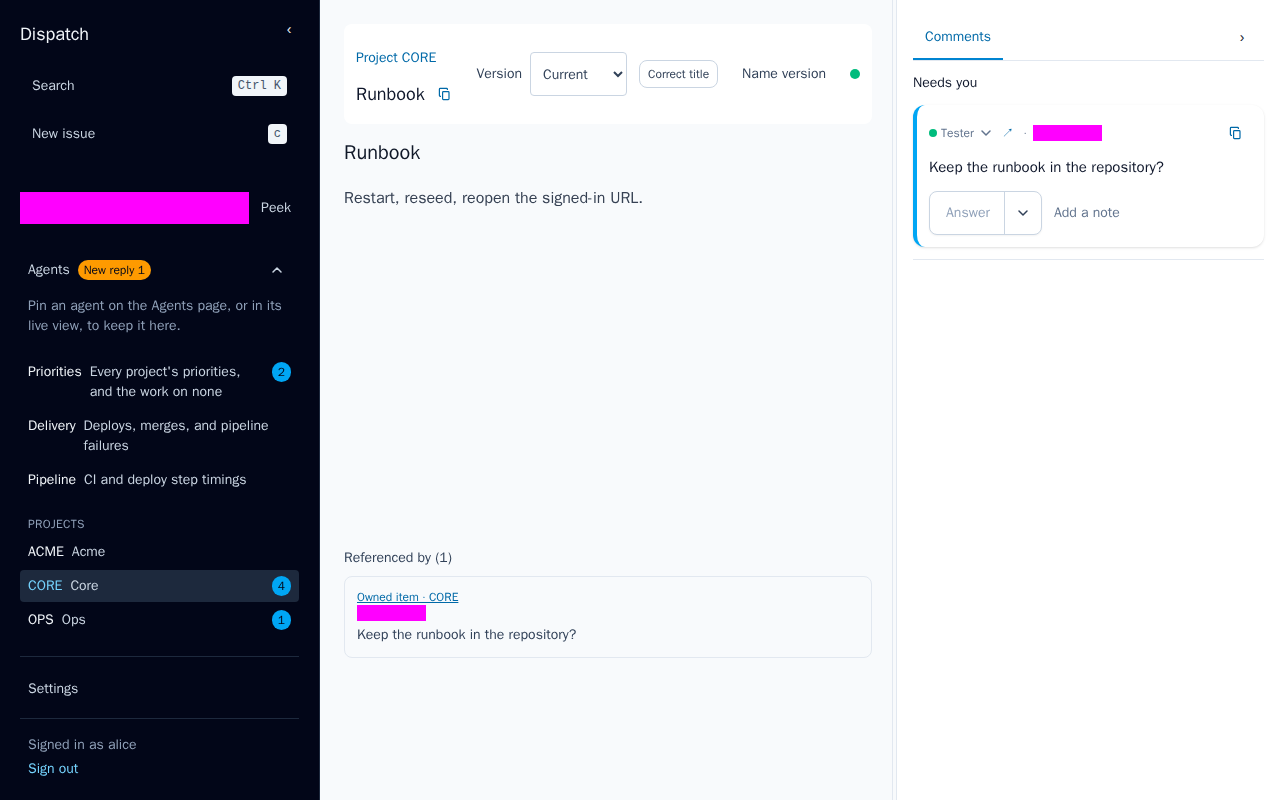 Dispatch
Search
Ctrl K
New issue
C
Peek
Agents
New reply 1
Pin an agent on the Agents page, or in its
live view, to keep it here.
Priorities
Every project's priorities,
and the work on none
2
Delivery
Deploys, merges, and pipeline
failures
Pipeline
CI and deploy step timings
PROJECTS
ACME Acme
CORE Core
4
OPS Ops
1
Settings
Signed in as alice
Sign out
Project CORE
Runbook
Version
Current
Correct title
Name version
Runbook
Restart, reseed, reopen the signed-in URL.
Referenced by (1)
Owned item · CORE
Keep the runbook in the repository?
Comments
Needs you
Tester
·
Keep the runbook in the repository?
Answer
Add a note